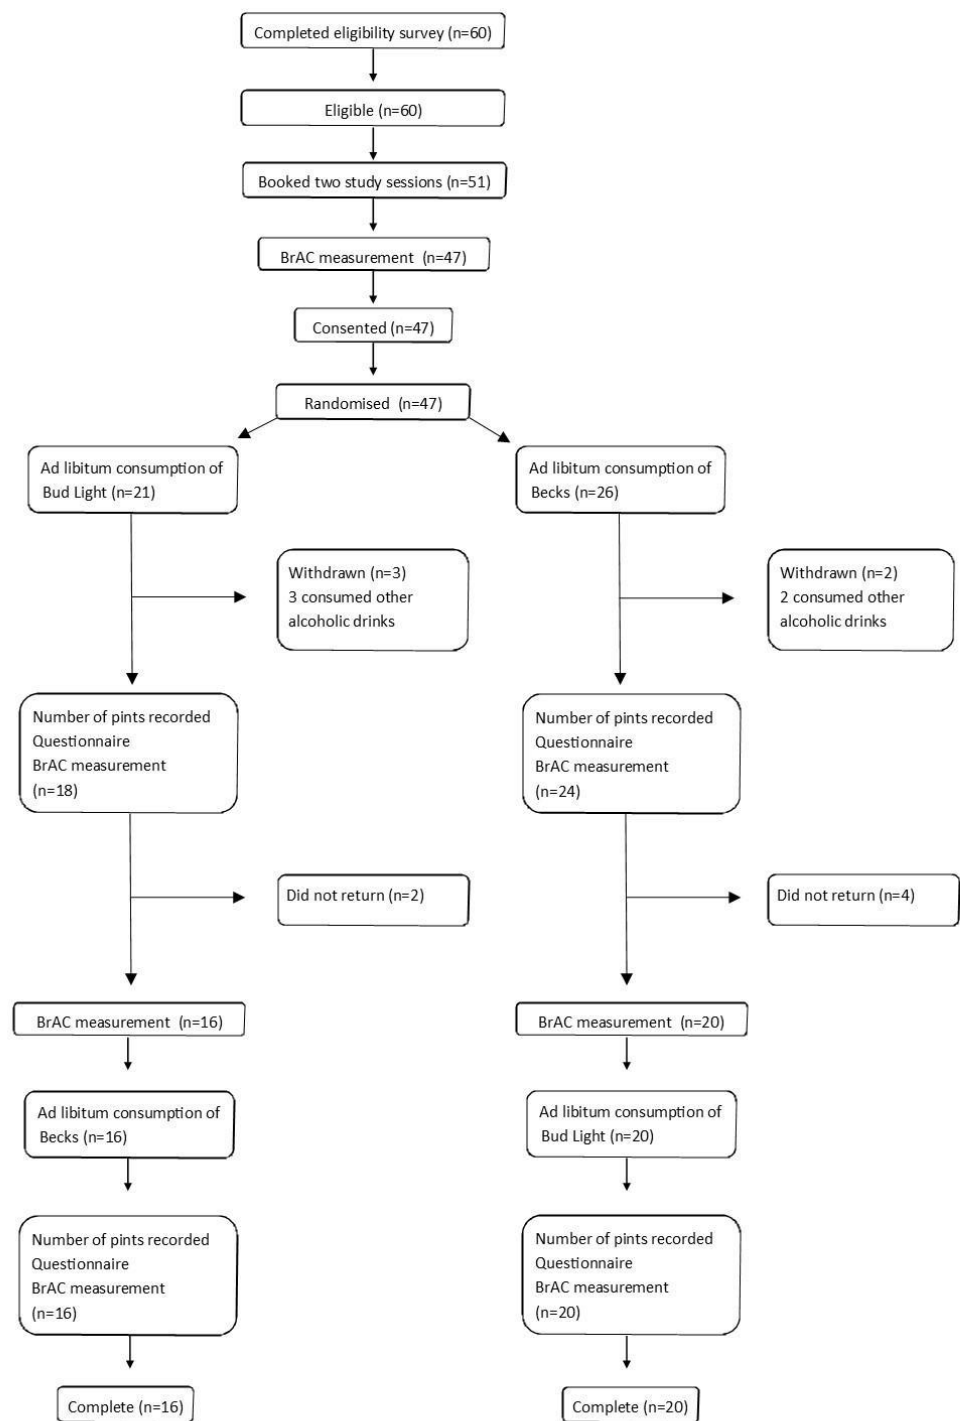 Completed eligibility survey (n=60)
Eligible (n=60)
Booked two study sessions (n=51)
BrAC measurement (n=47)
Consented (n=47)
Randomised (n=47)
Ad libitum consumption of
Bud Light (n=21)
Ad libitum consumption of
Becks (n=26)
Withdrawn (n=3)
3 consumed other
alcoholic drinks
Withdrawn (n=2)
2 consumed other
alcoholic drinks
Number of pints recorded
Questionnaire
BrAC measurement
(n=18)
Number of pints recorded
Questionnaire
BrAC measurement
(n=24)
Did not return (n=2)
Did not return (n=4)
BrAC measurement (n=16)
BrAC measurement (n=20)
Ad libitum consumption of
Becks (n=16)
Ad libitum consumption of
Bud Light (n=20)
Number of pints recorded
Questionnaire
BrAC measurement
(n=16)
Number of pints recorded
Questionnaire
BrAC measurement
(n=20)
Complete (n=16)
Complete (n=20)